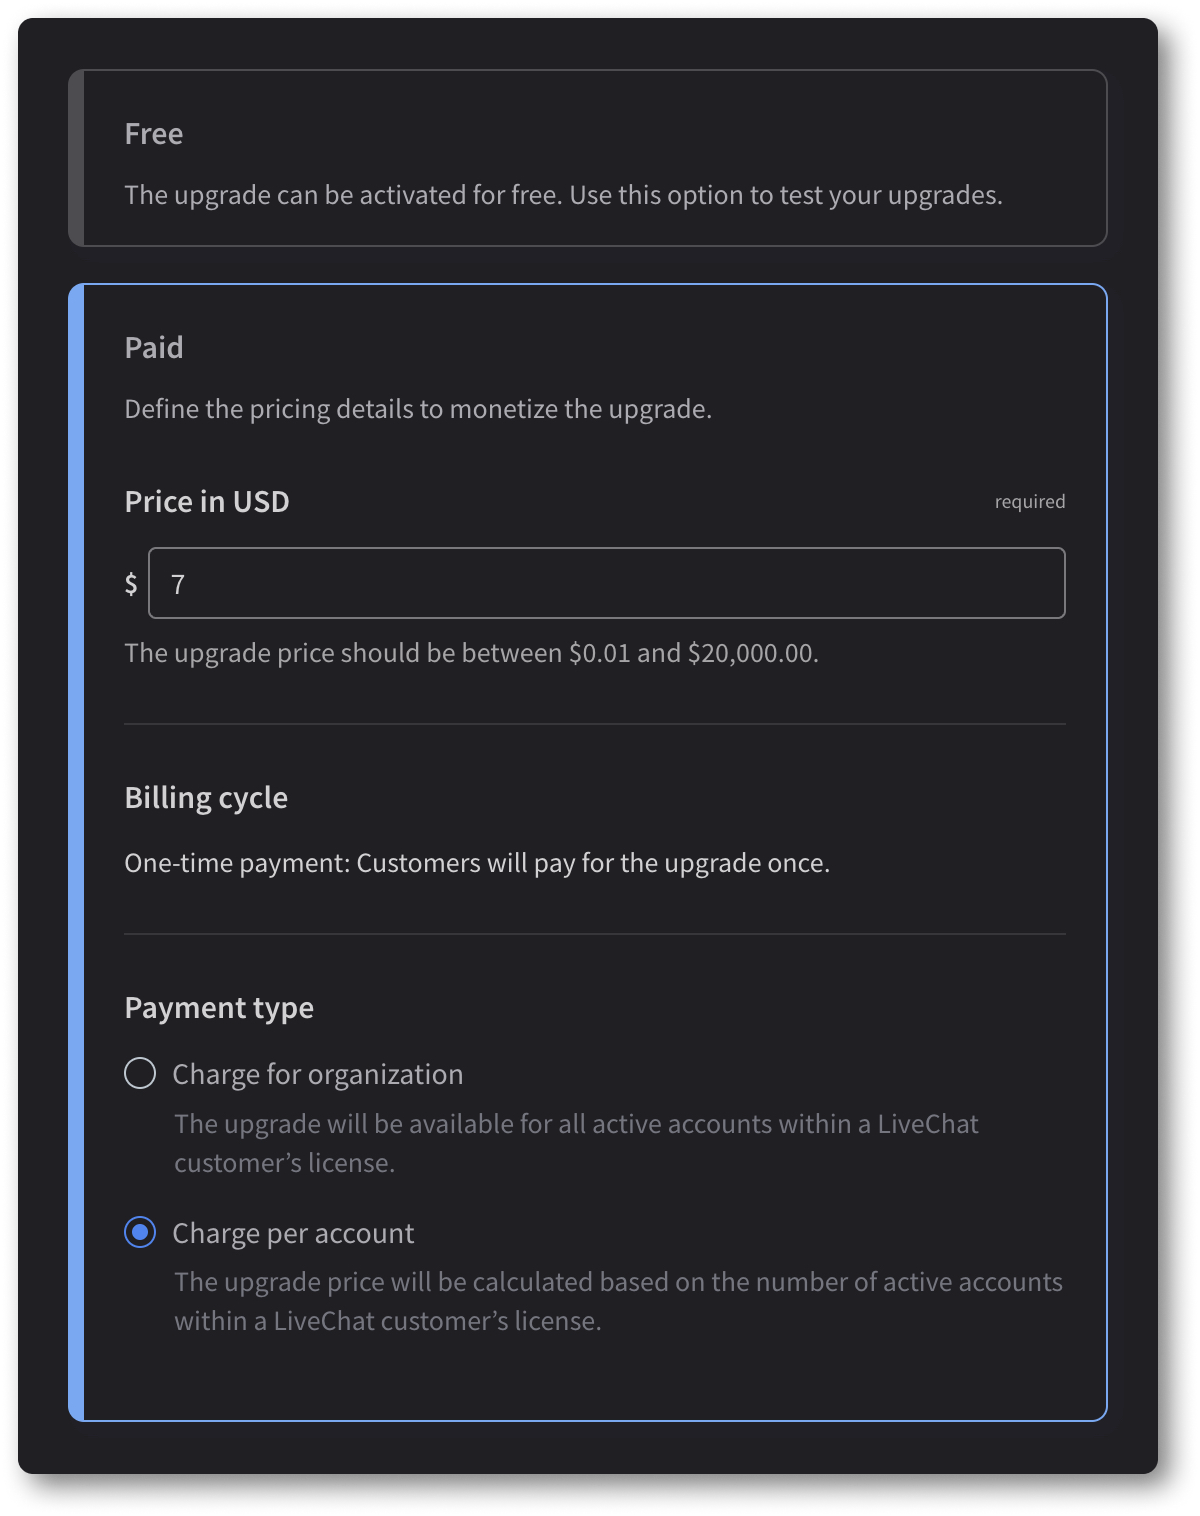 Free
The upgrade can be activated for free. Use this option to test your upgrades.
Paid
Define the pricing details to monetize the upgrade.
Price in USD
required
$ 7
The upgrade price should be between $0.01 and $20,000.00.
Billing cycle
One-time payment: Customers will pay for the upgrade once.
Payment type
Charge for organization
The upgrade will be available for all active accounts within a LiveChat
customer’s license.
Charge per account
The upgrade price will be calculated based on the number of active accounts
within a LiveChat customer’s license.